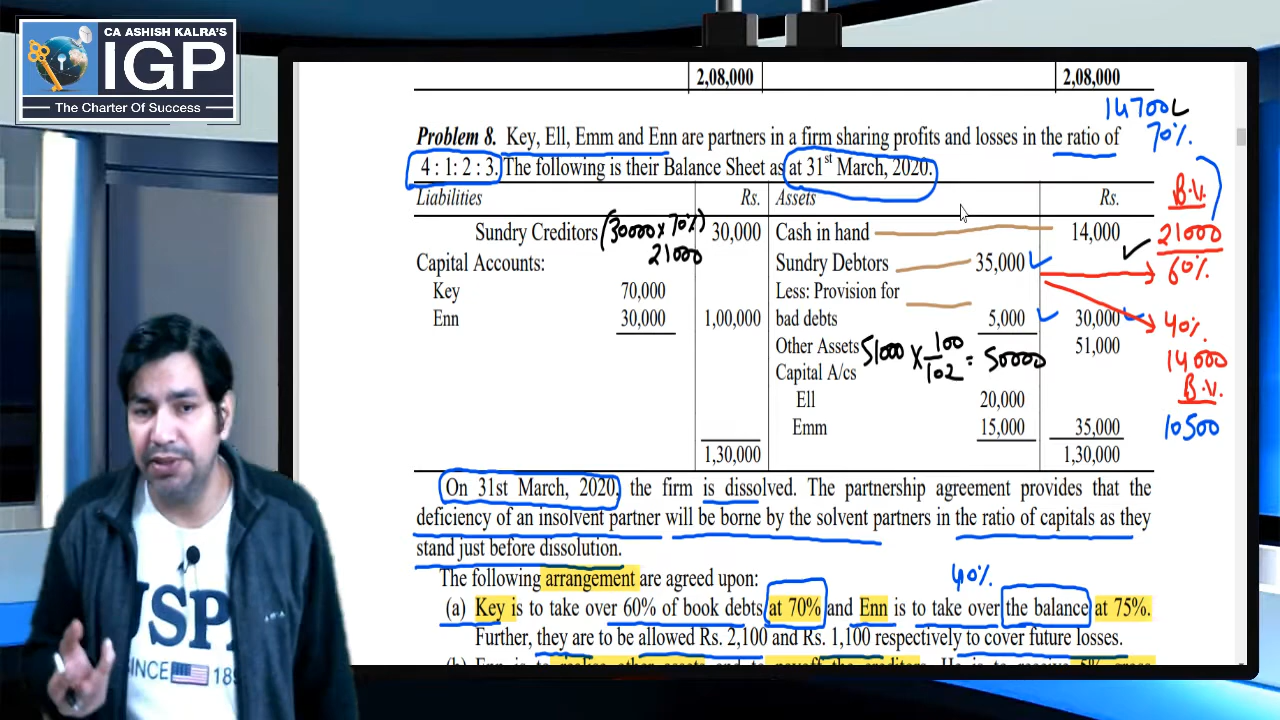 CA ASHISH KALRA'S
IGP
The Charter Of Success
2,08,000 2,08,000
14700
70%
Problem 8. Key, Ell, Emm and Enn are partners in a firm sharing profits and losses in the ratio of
4 : 1: 2 : 3. The following is their Balance Sheet as at 31st March, 2020.
Liabilities Rs. Assets Rs.
B.V.
Sundry Creditors (30000 x 70%) 30,000 Cash in hand 14,000
21000
21000
60%
Capital Accounts: Sundry Debtors 35,000
Key 70,000 Less: Provision for
Enn 30,000 1,00,000 bad debts 5,000 30,000
40%
Other Assets 51000 x 100/102 = 50000 51,000
14000
B.V.
Capital A/cs
Ell 20,000
Emm 15,000 35,000
10500
1,30,000 1,30,000
On 31st March, 2020, the firm is dissolved. The partnership agreement provides that the
deficiency of an insolvent partner will be borne by the solvent partners in the ratio of capitals as they
stand just before dissolution.
The following arrangement are agreed upon:
40%
(a) Key is to take over 60% of book debts at 70% and Enn is to take over the balance at 75%.
Further, they are to be allowed Rs. 2,100 and Rs. 1,100 respectively to cover future losses.
USPA
SINCE 189